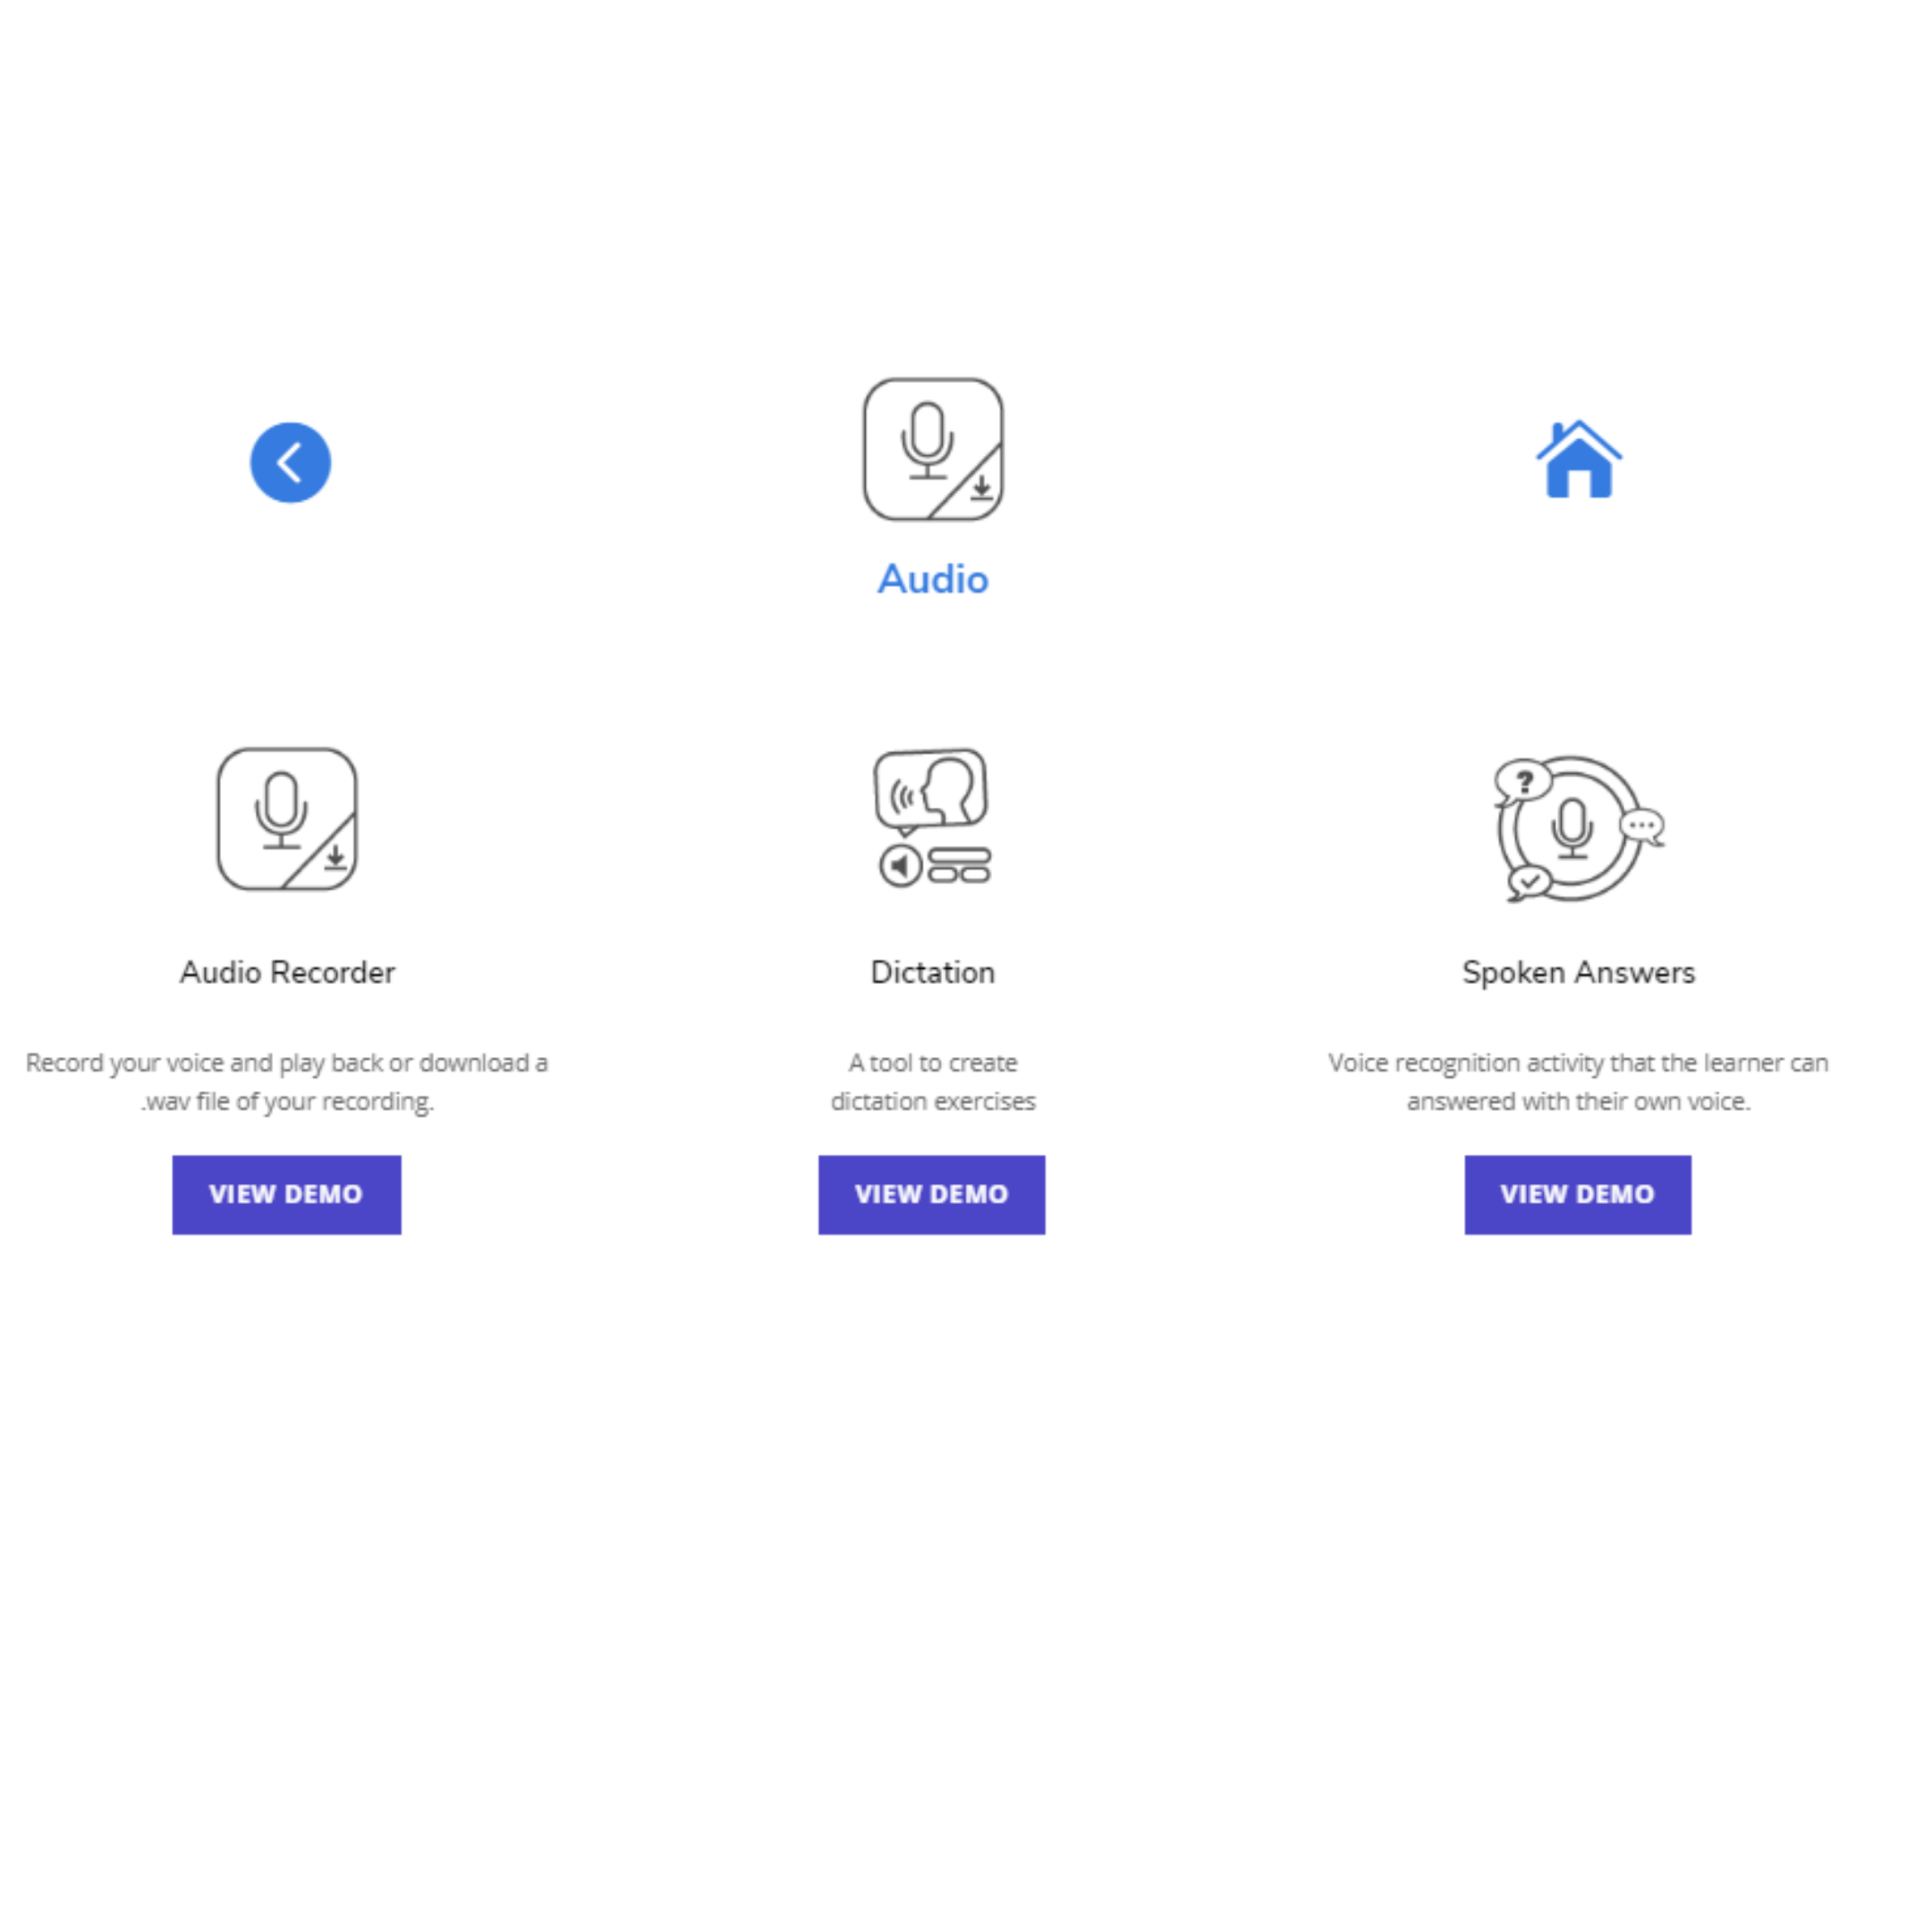 Audio
Audio Recorder
Record your voice and play back or download a
.wav file of your recording.
VIEW DEMO
Dictation
A tool to create
dictation exercises
VIEW DEMO
Spoken Answers
Voice recognition activity that the learner can
answered with their own voice.
VIEW DEMO